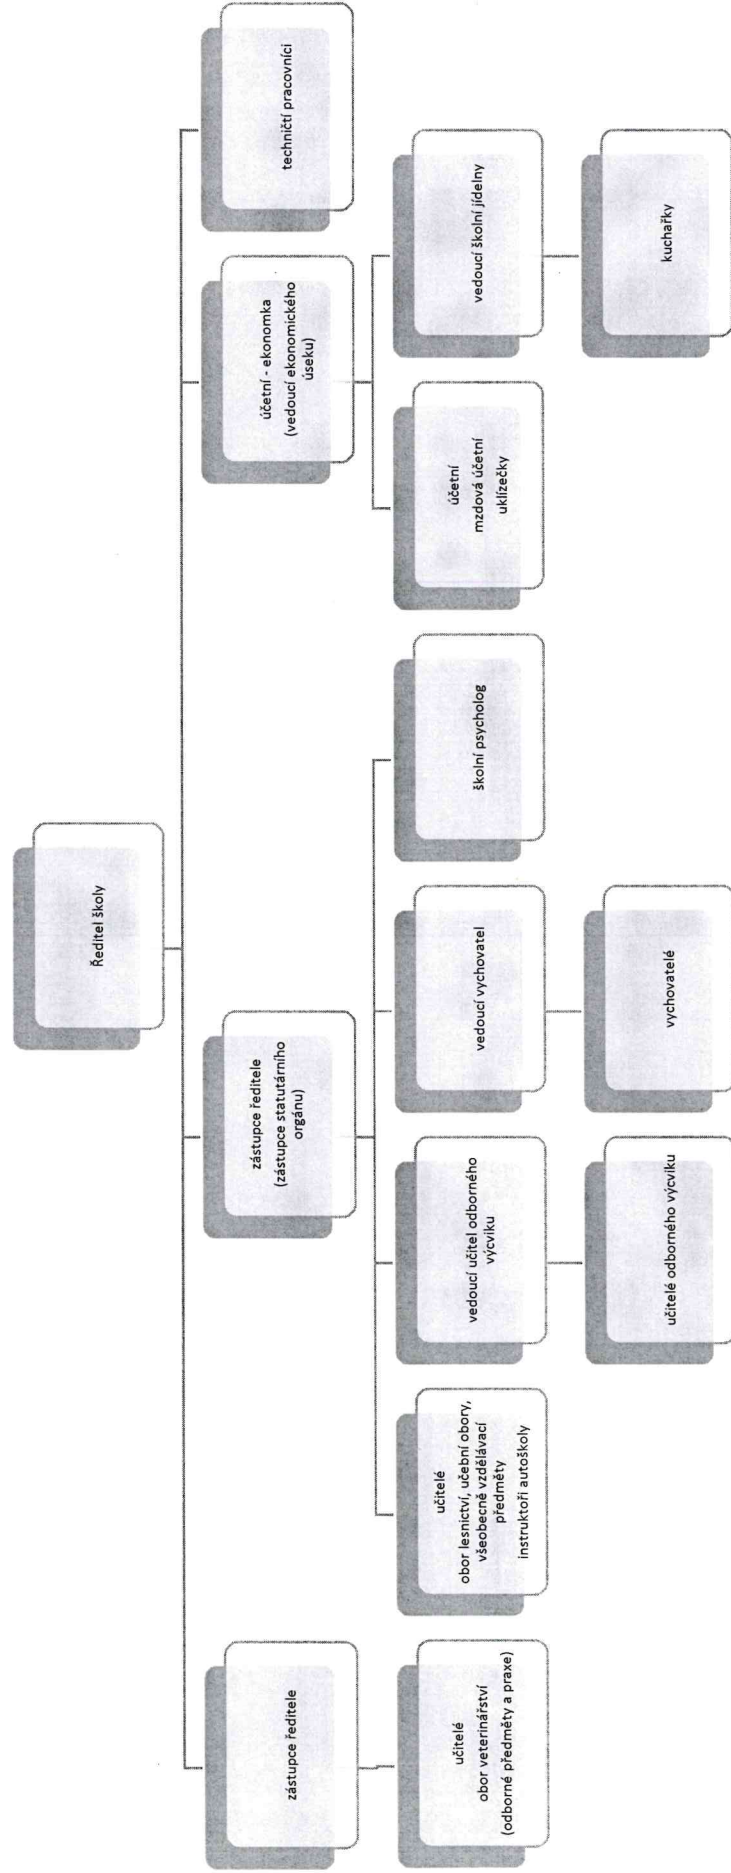 Ředitel školy
zástupce ředitele
zástupce ředitele
(zástupce statutárního
orgánu)
účetní - ekonomka
(vedoucí ekonomického
úseku)
techničtí pracovníci
učitelé
obor veterinářství
(odborné předměty a praxe)
učitelé
obor lesnictví, učební obory,
všeobecně vzdělávací
předměty
instruktoři autoškoly
vedoucí učitel odborného
výcviku
vedoucí vychovatel
školní psycholog
účetní
mzdová účetní
uklízečky
vedoucí školní jídelny
učitelé odborného výcviku
vychovatelé
kuchařky